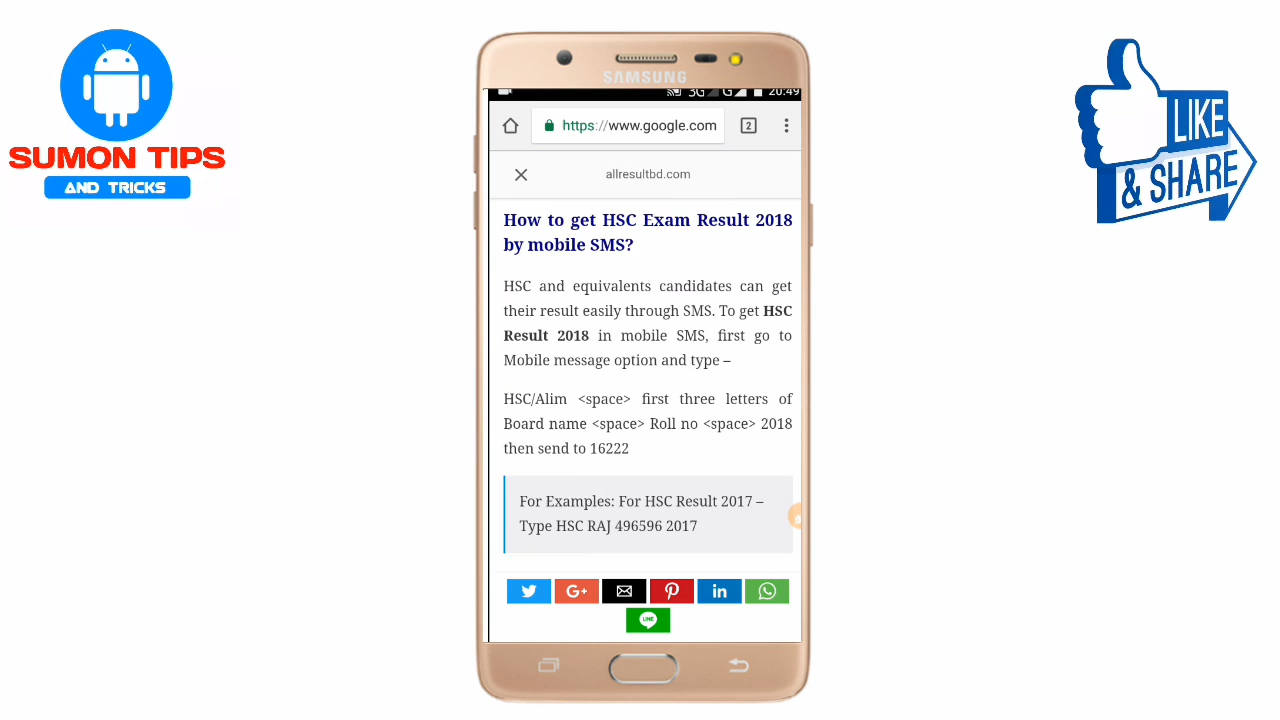 SUMON TIPS
AND TRICKS
LIKE
& SHARE
SAMSUNG
3G G 20:49
https://www.google.com
2
allresultbd.com
How to get HSC Exam Result 2018
by mobile SMS?
HSC and equivalents candidates can get
their result easily through SMS. To get HSC
Result 2018 in mobile SMS, first go to
Mobile message option and type –
HSC/Alim <space> first three letters of
Board name <space> Roll no <space> 2018
then send to 16222
For Examples: For HSC Result 2017 –
Type HSC RAJ 496596 2017
G+
in
LINE